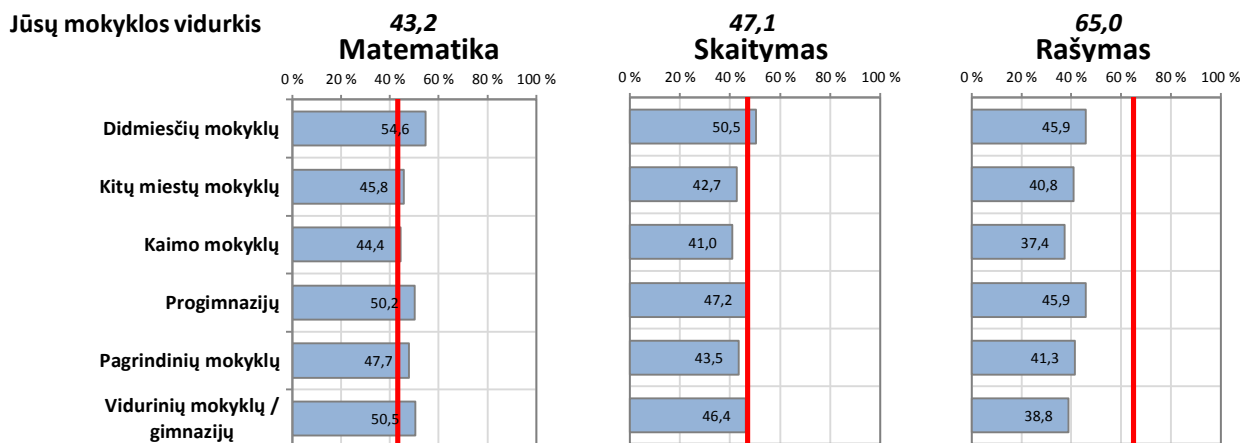 Jūsų mokyklos vidurkis 43,2 47,1 65,0
Matematika Skaitymas Rašymas
0 % 20 % 40 % 60 % 80 % 100 % 0 % 20 % 40 % 60 % 80 % 100 % 0 % 20 % 40 % 60 % 80 % 100 %
Didmiesčių mokyklų 54,6 50,5 45,9
Kitų miestų mokyklų 45,8 42,7 40,8
Kaimo mokyklų 44,4 41,0 37,4
Progimnazijų 50,2 47,2 45,9
Pagrindinių mokyklų 47,7 43,5 41,3
Vidurinių mokyklų /
gimnazijų 50,5 46,4 38,8